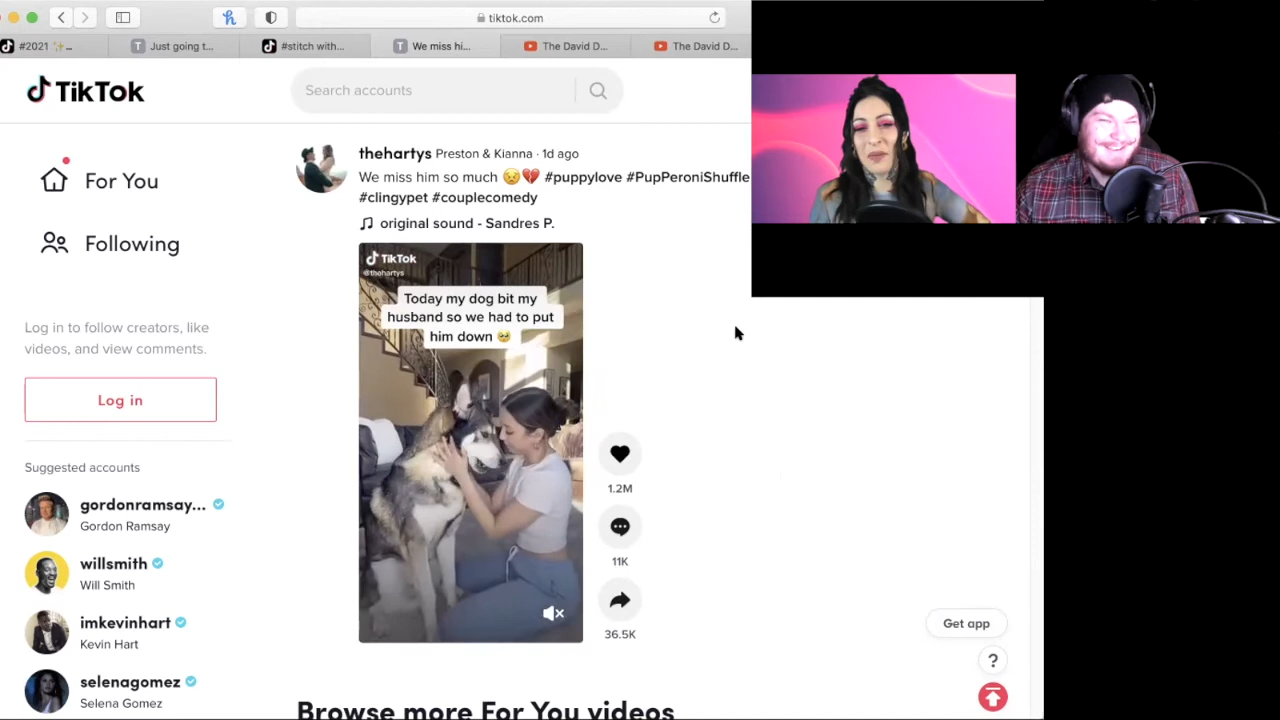 tiktok.com
#2021 ✨...
Just going t...
#stitch with...
We miss hi...
The David D...
The David D...
TikTok
Search accounts
thehartys Preston & Kianna · 1d ago
We miss him so much 😢💔 #puppylove #PupPeroniShuffle
#clingypet #couplecomedy
original sound - Sandres P.
For You
Following
Log in to follow creators, like
videos, and view comments.
Log in
Suggested accounts
gordonramsay...
Gordon Ramsay
willsmith
Will Smith
imkevinhart
Kevin Hart
selenagomez
Selena Gomez
TikTok
@thehartys
Today my dog bit my
husband so we had to put
him down 🥺
1.2M
11K
36.5K
Get app
?
Browse more For You videos